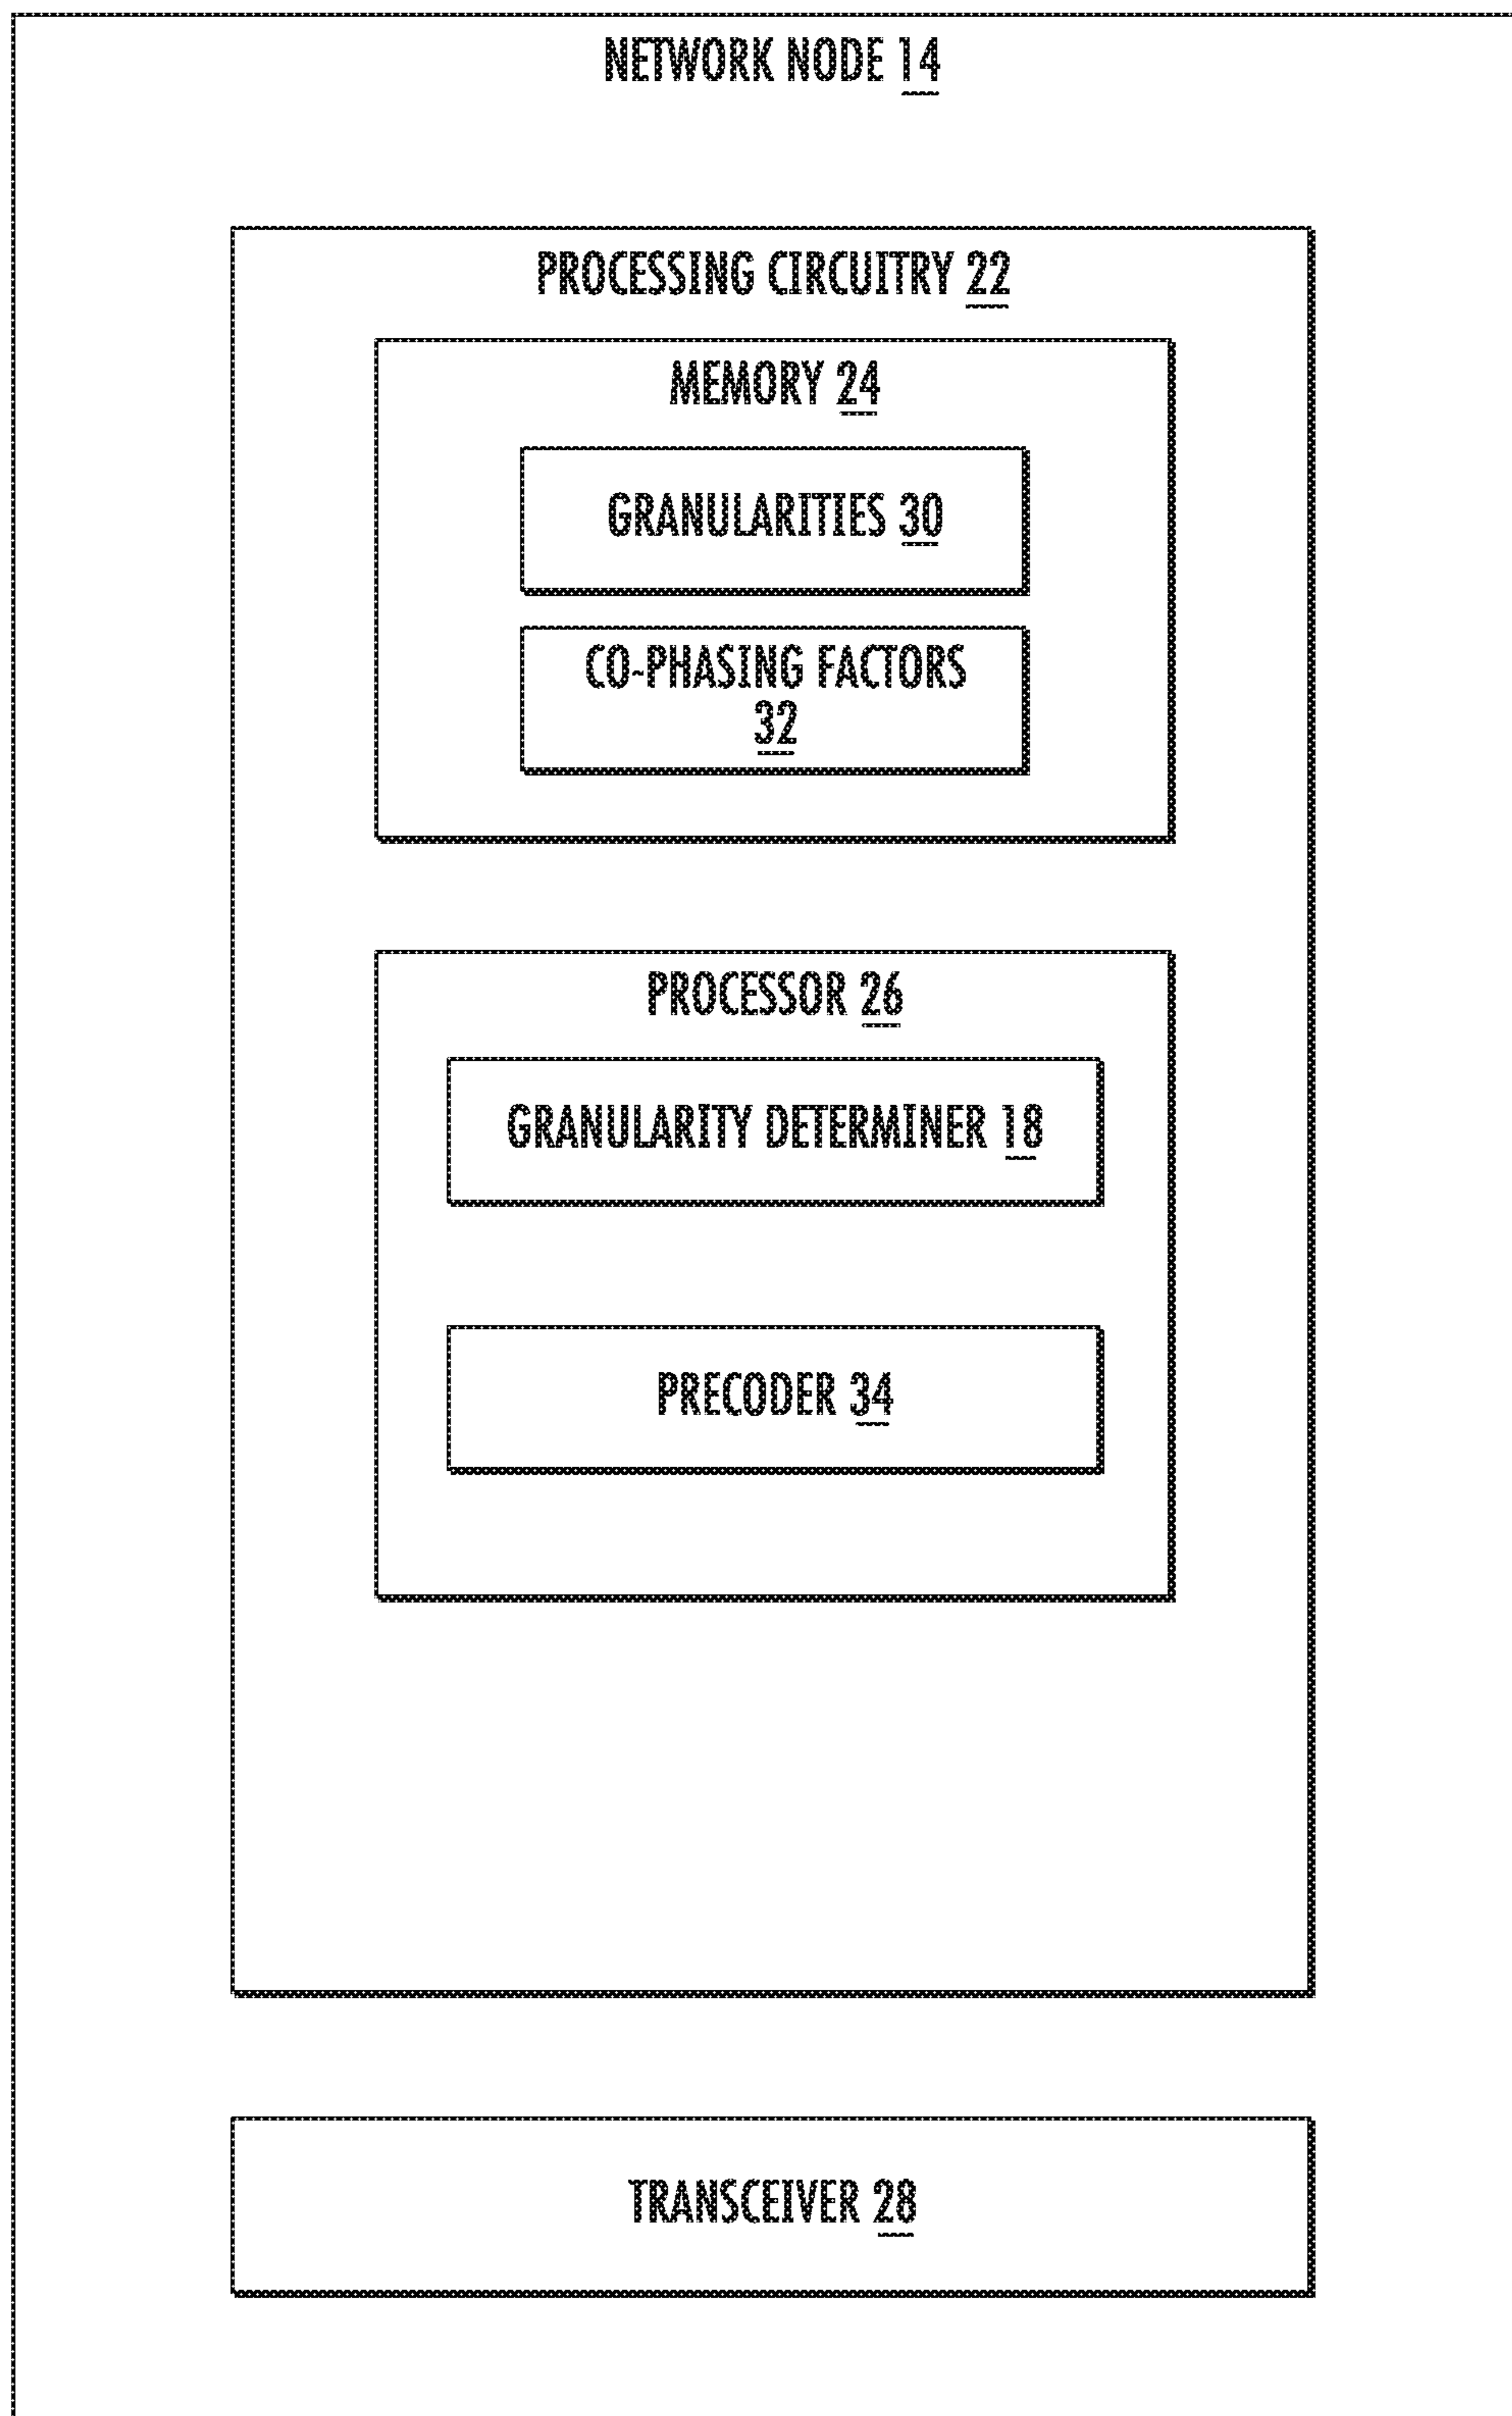 NETWORK NODE 14
PROCESSING CIRCUITRY 22
MEMORY 24
GRANULARITIES 30
CO-PHASING FACTORS
32
PROCESSOR 26
GRANULARITY DETERMINER 18
PRECODER 34
TRANSCEIVER 28